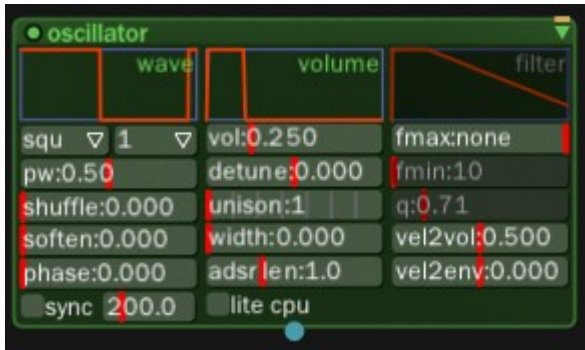 oscillator
wave volume filter
squ 1 vol:0.250 fmax:none
pw:0.50 detune:0.000 fmin:10
shuffle:0.000 unison:1 q:0.71
soften:0.000 width:0.000 vel2vol:0.500
phase:0.000 adsr len:1.0 vel2env:0.000
sync 200.0 lite cpu